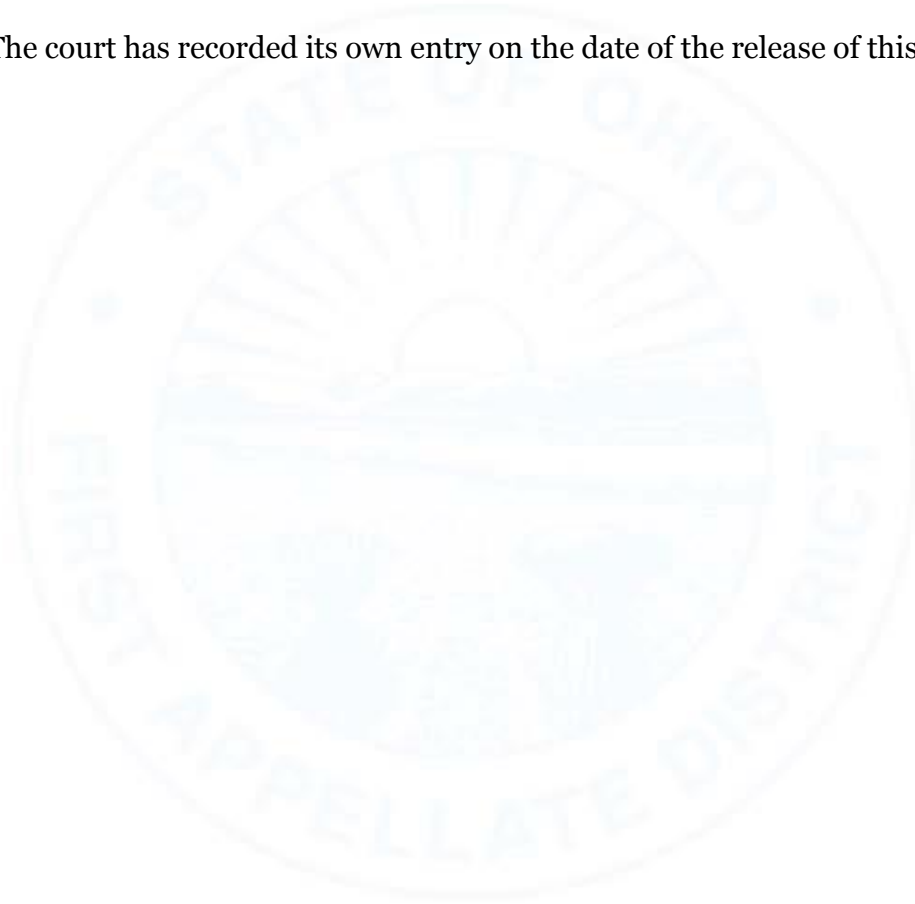 The court has recorded its own entry on the date of the release of this
STATE OF OHIO
FIRST APPELLATE DISTRICT